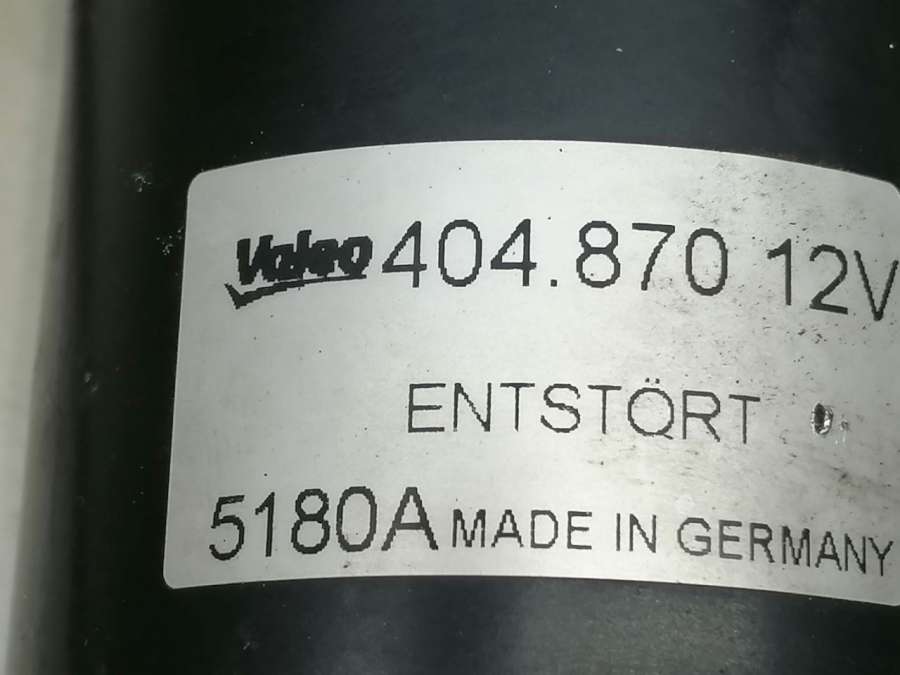 Valeo 404.870 12V
ENTSTÖRT
5180A MADE IN GERMANY